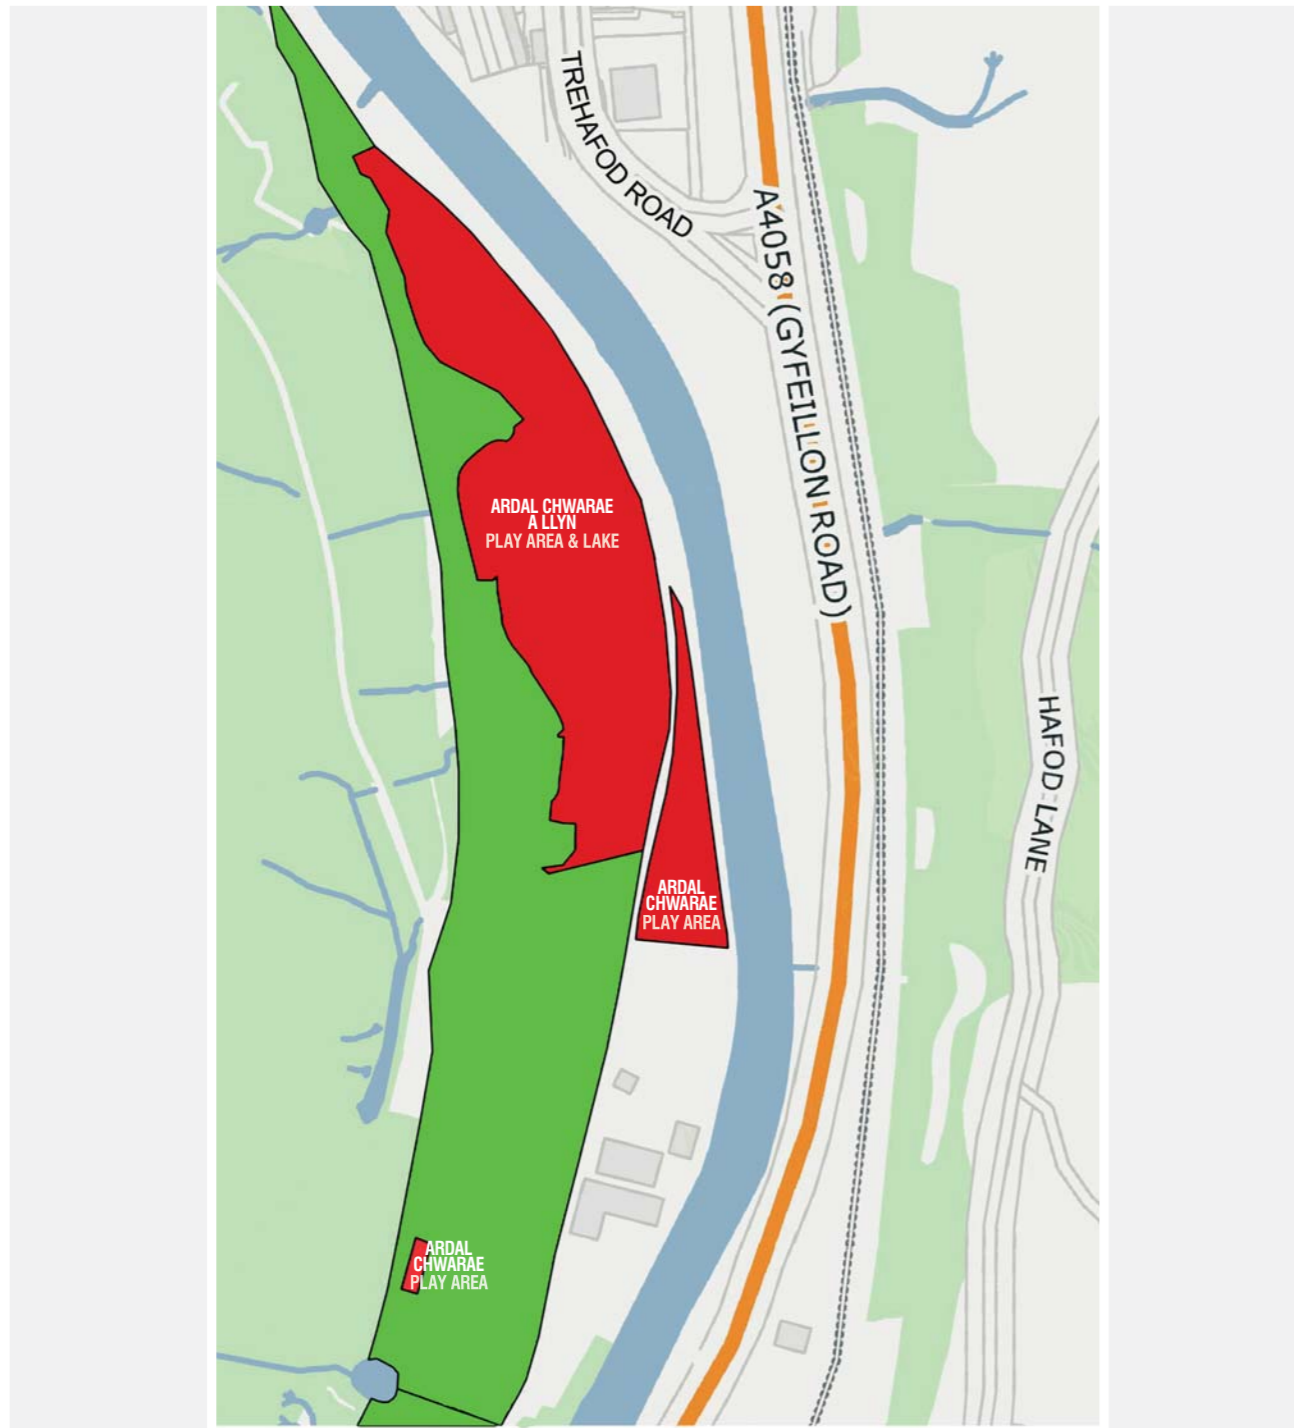 TREHAFOD ROAD
A4058 (GYFEILLON ROAD)
ARDAL CHWARAE
A LLYN
PLAY AREA & LAKE
HAFOD LANE
ARDAL
CHWARAE
PLAY AREA
ARDAL
CHWARAE
PLAY AREA